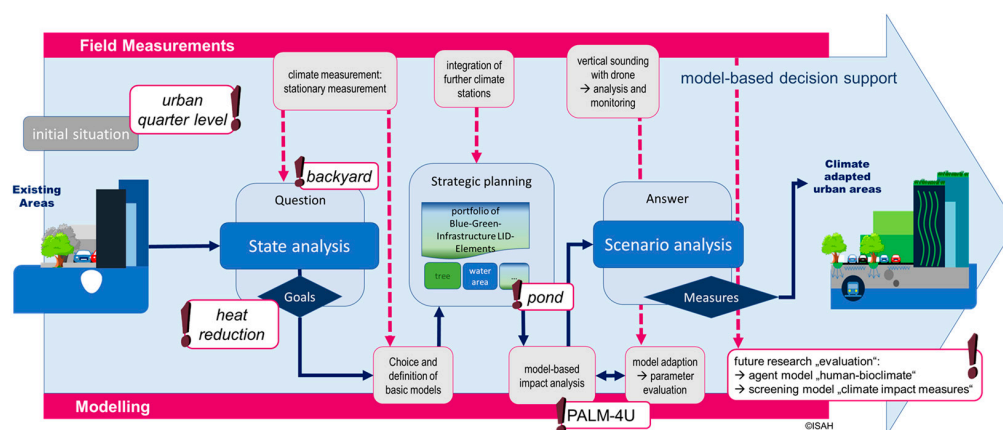 Field Measurements
climate measurement:
stationary measurement
integration of
further climate
stations
vertical sounding
with drone
→ analysis and
monitoring
model-based decision support
urban
quarter level
!
initial situation
Existing
Areas
! backyard
Question
State analysis
Goals
! heat
reduction
Strategic planning
portfolio of
Blue-Green-
Infrastructure LID-
Elements
tree
water
area
...
! pond
Answer
Scenario analysis
Measures
Climate
adapted
urban areas
Choice and
definition of
basic models
model-based
impact analysis
model adaption
→ parameter
evaluation
future research „evaluation“:
→ agent model „human-bioclimate“
→ screening model „climate impact measures“
!
! PALM-4U
Modelling
©ISAH